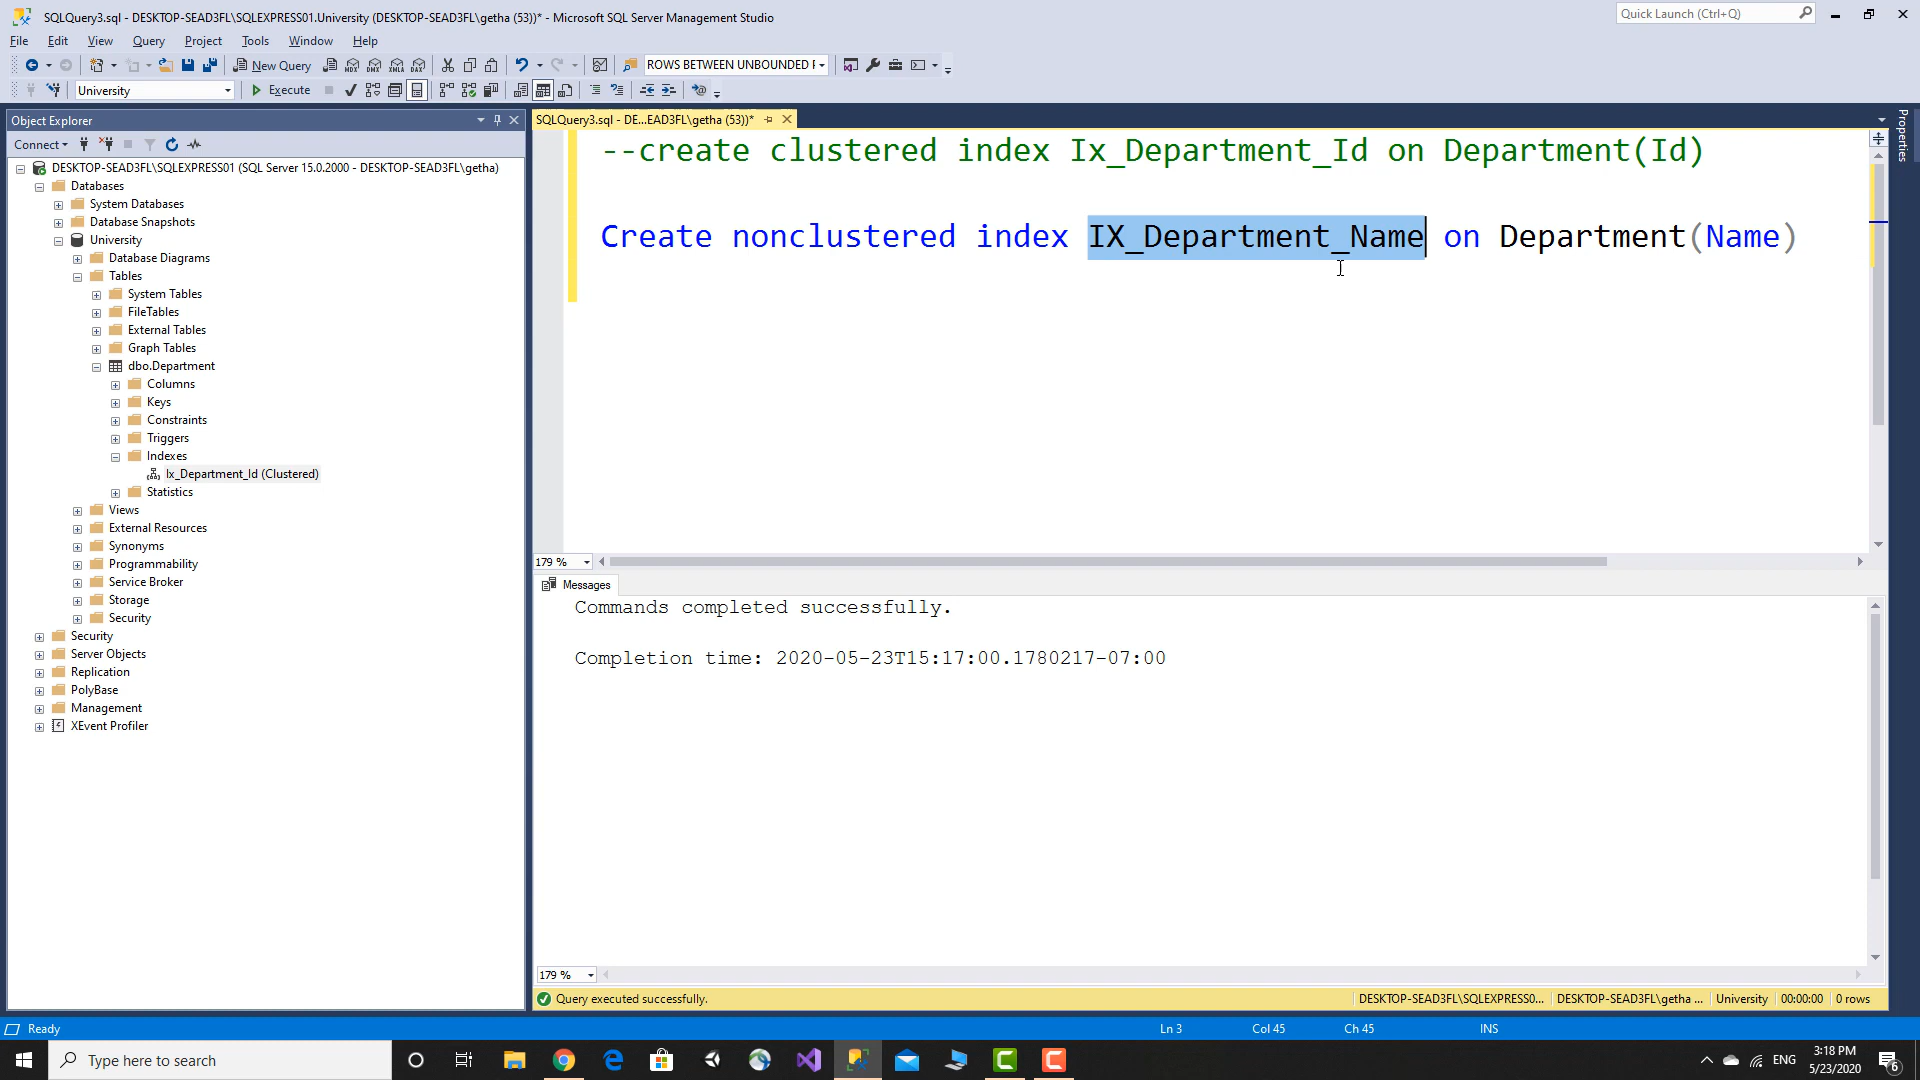 SQLQuery3.sql - DESKTOP-SEAD3FL\SQLEXPRESS01.University (DESKTOP-SEAD3FL\getha (53))* - Microsoft SQL Server Management Studio
Quick Launch (Ctrl+Q)
File Edit View Query Project Tools Window Help
New Query
MDX DMX XMLA DAX
ROWS BETWEEN UNBOUNDED F
University
Execute
Object Explorer
SQLQuery3.sql - DE...EAD3FL\getha (53))*
Properties
Connect
DESKTOP-SEAD3FL\SQLEXPRESS01 (SQL Server 15.0.2000 - DESKTOP-SEAD3FL\getha)
Databases
System Databases
Database Snapshots
University
Database Diagrams
Tables
System Tables
FileTables
External Tables
Graph Tables
dbo.Department
Columns
Keys
Constraints
Triggers
Indexes
Ix_Department_Id (Clustered)
Statistics
Views
External Resources
Synonyms
Programmability
Service Broker
Storage
Security
Security
Server Objects
Replication
PolyBase
Management
XEvent Profiler
--create clustered index Ix_Department_Id on Department(Id)
Create nonclustered index IX_Department_Name on Department(Name)
179 %
Messages
Commands completed successfully.
Completion time: 2020-05-23T15:17:00.1780217-07:00
179 %
Query executed successfully.
DESKTOP-SEAD3FL\SQLEXPRESS0... DESKTOP-SEAD3FL\getha ... University 00:00:00 0 rows
Ready
Ln 3 Col 45 Ch 45 INS
Type here to search
ENG
3:18 PM
5/23/2020
6